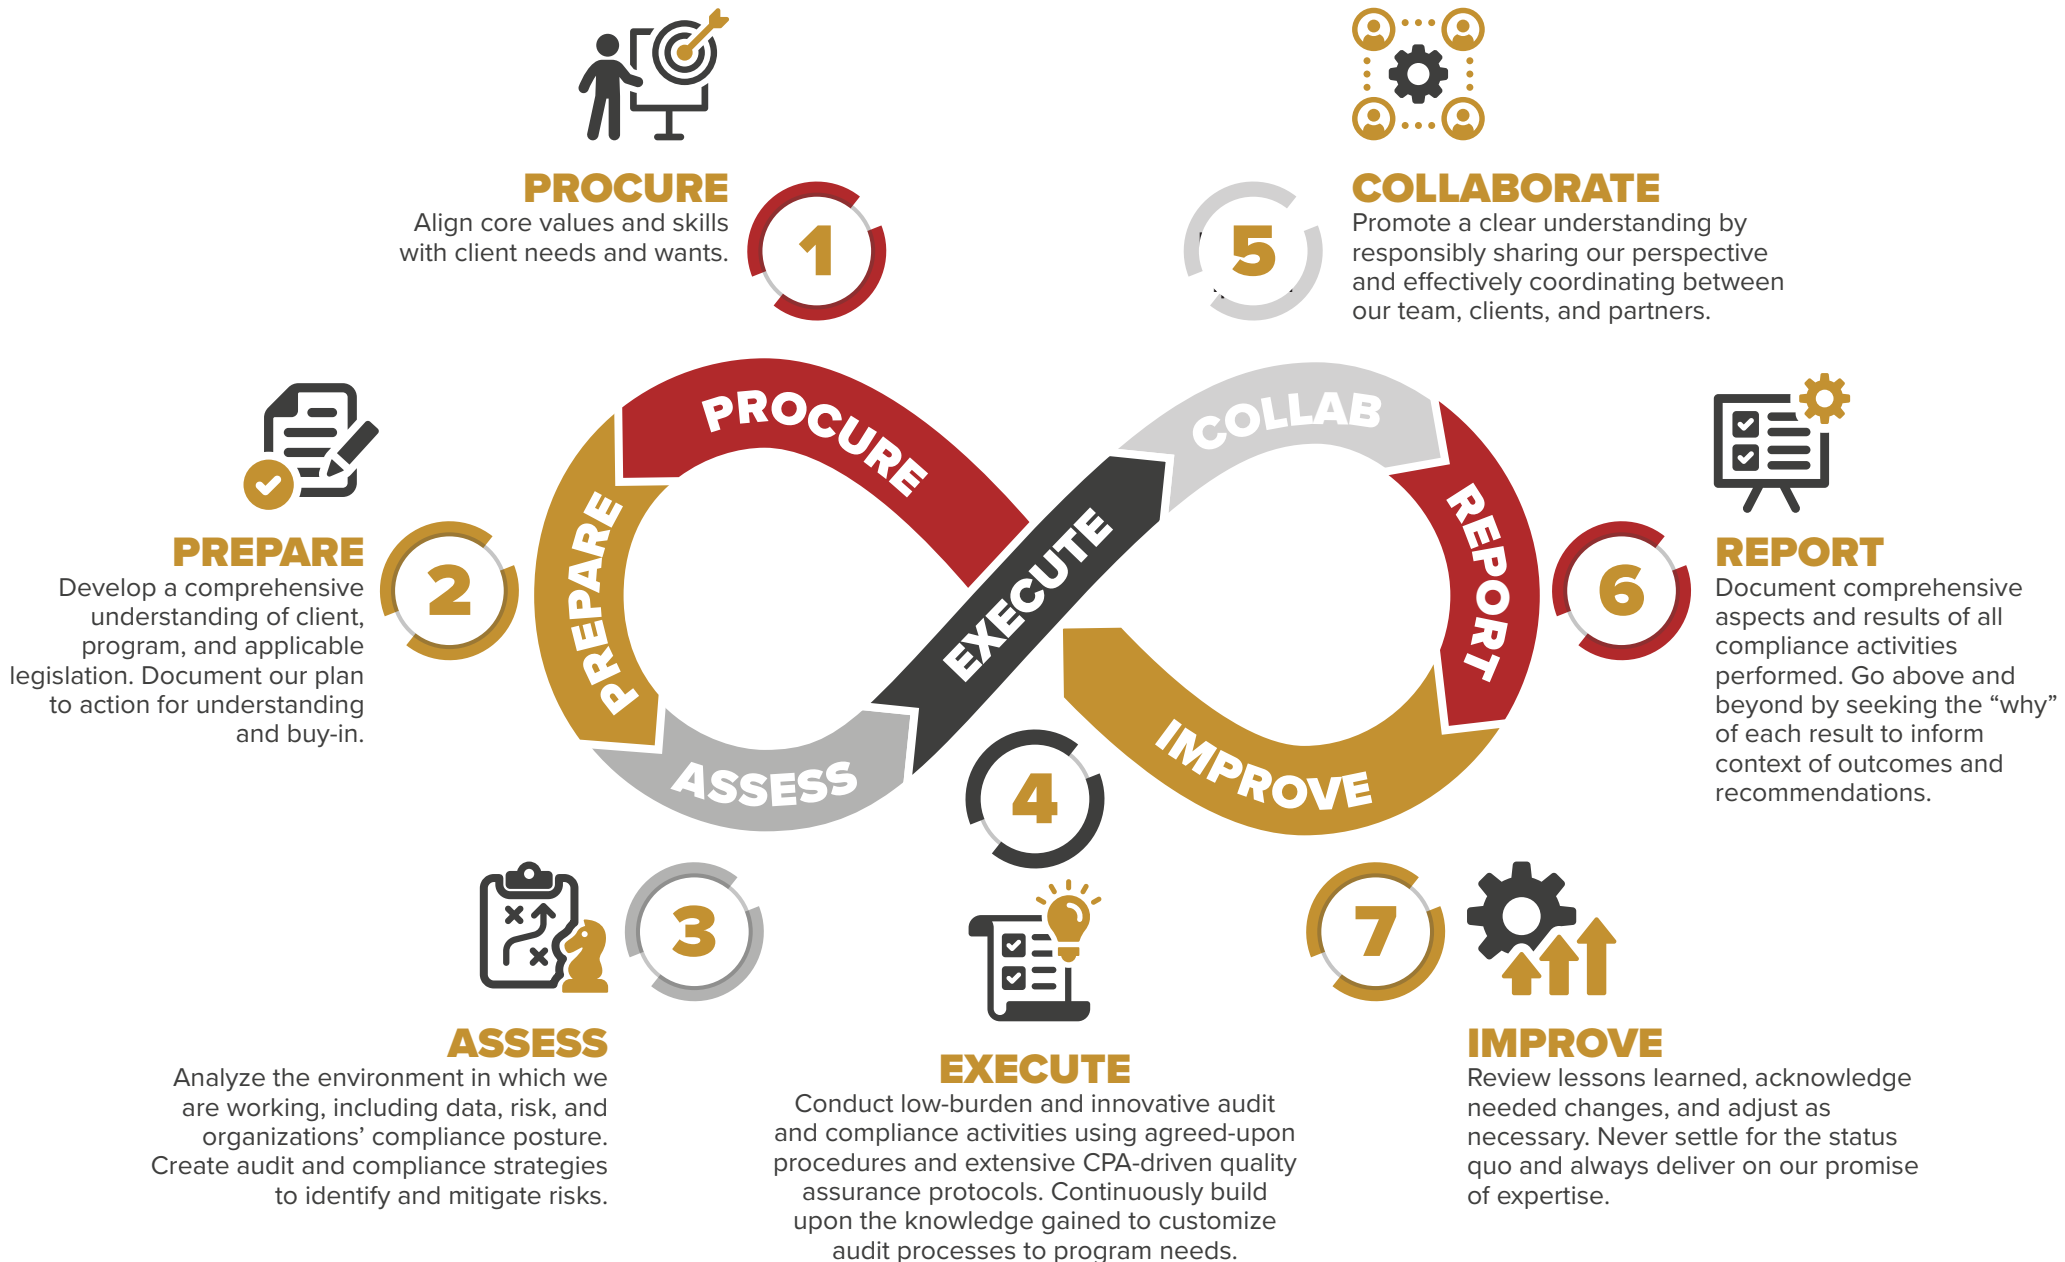 PROCURE
Align core values and skills
with client needs and wants.
1
5
COLLABORATE
Promote a clear understanding by
responsibly sharing our perspective
and effectively coordinating between
our team, clients, and partners.
PROCURE
COLLAB
PREPARE
EXECUTE
REPORT
ASSESS
IMPROVE
PREPARE
Develop a comprehensive
understanding of client,
program, and applicable
legislation. Document our plan
to action for understanding
and buy-in.
2
6
REPORT
Document comprehensive
aspects and results of all
compliance activities
performed. Go above and
beyond by seeking the “why”
of each result to inform
context of outcomes and
recommendations.
3
ASSESS
Analyze the environment in which we
are working, including data, risk, and
organizations’ compliance posture.
Create audit and compliance strategies
to identify and mitigate risks.
4
EXECUTE
Conduct low-burden and innovative audit
and compliance activities using agreed-upon
procedures and extensive CPA-driven quality
assurance protocols. Continuously build
upon the knowledge gained to customize
audit processes to program needs.
7
IMPROVE
Review lessons learned, acknowledge
needed changes, and adjust as
necessary. Never settle for the status
quo and always deliver on our promise
of expertise.